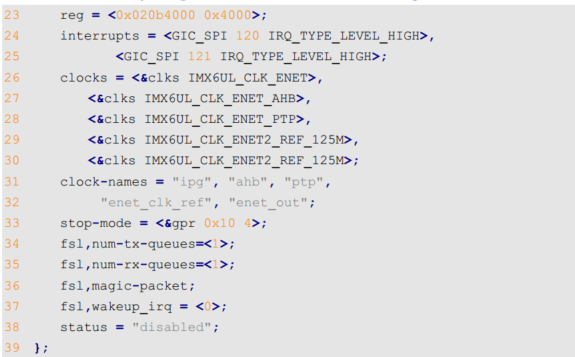 23 reg = <0x020b4000 0x4000>;
24 interrupts = <GIC_SPI 120 IRQ_TYPE_LEVEL_HIGH>,
25 <GIC_SPI 121 IRQ_TYPE_LEVEL_HIGH>;
26 clocks = <&clks IMX6UL_CLK_ENET>,
27 <&clks IMX6UL_CLK_ENET_AHB>,
28 <&clks IMX6UL_CLK_ENET_PTP>,
29 <&clks IMX6UL_CLK_ENET2_REF_125M>,
30 <&clks IMX6UL_CLK_ENET2_REF_125M>;
31 clock-names = "ipg", "ahb", "ptp",
32 "enet_clk_ref", "enet_out";
33 stop-mode = <&gpr 0x10 4>;
34 fsl,num-tx-queues=<1>;
35 fsl,num-rx-queues=<1>;
36 fsl,magic-packet;
37 fsl,wakeup_irq = <0>;
38 status = "disabled";
39 };